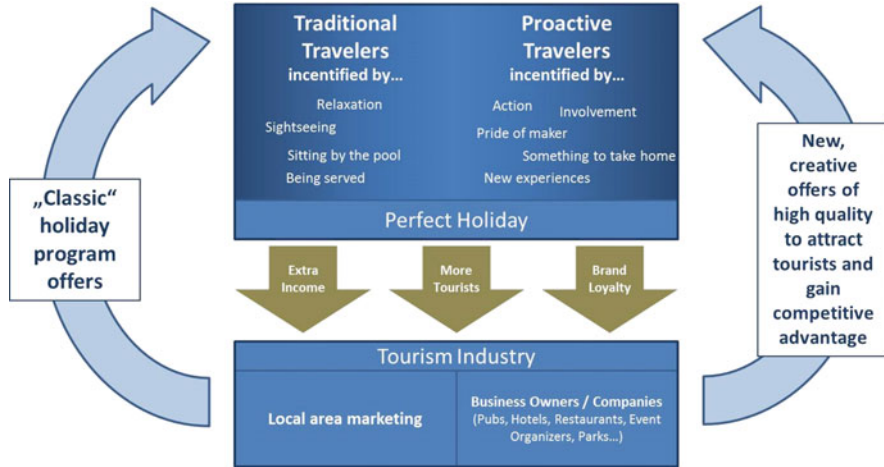 Traditional
Travelers
incentified by...
Relaxation
Sightseeing
Sitting by the pool
Being served
Proactive
Travelers
incentified by...
Action
Involvement
Pride of maker
Something to take home
New experiences
Perfect Holiday
„Classic“
holiday
program
offers
New,
creative
offers of
high quality
to attract
tourists and
gain
competitive
advantage
Extra
Income
More
Tourists
Brand
Loyalty
Tourism Industry
Local area marketing
Business Owners / Companies
(Pubs, Hotels, Restaurants, Event
Organizers, Parks...)